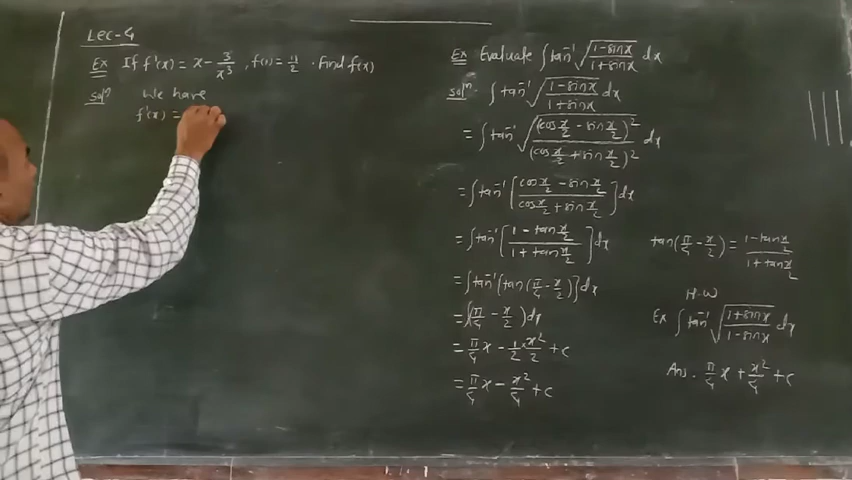 Lec-4
Ex If f'(x) = x - 3/x³, f(1) = 11/2 . Find f(x)
Solⁿ We have
f'(x) =
Ex Evaluate ∫ tan⁻¹ √((1-sinx)/(1+sinx)) dx
Solⁿ. ∫ tan⁻¹ √((1-sinx)/(1+sinx)) dx
= ∫ tan⁻¹ √((cos x/2 - sin x/2)²/(cos x/2 + sin x/2)²) dx
= ∫ tan⁻¹ [(cos x/2 - sin x/2)/(cos x/2 + sin x/2)] dx
= ∫ tan⁻¹ [(1 - tan x/2)/(1 + tan x/2)] dx
= ∫ tan⁻¹ {tan(π/4 - x/2)} dx
= ∫(π/4 - x/2) dx
= π/4 x - 1/2 × x²/2 + c
= π/4 x - x²/4 + c
tan(π/4 - x/2) = (1 - tan x/2)/(1 + tan x/2)
H.W
Ex ∫ tan⁻¹ √((1+sinx)/(1-sinx)) dx
Ans. π/4 x + x²/4 + c